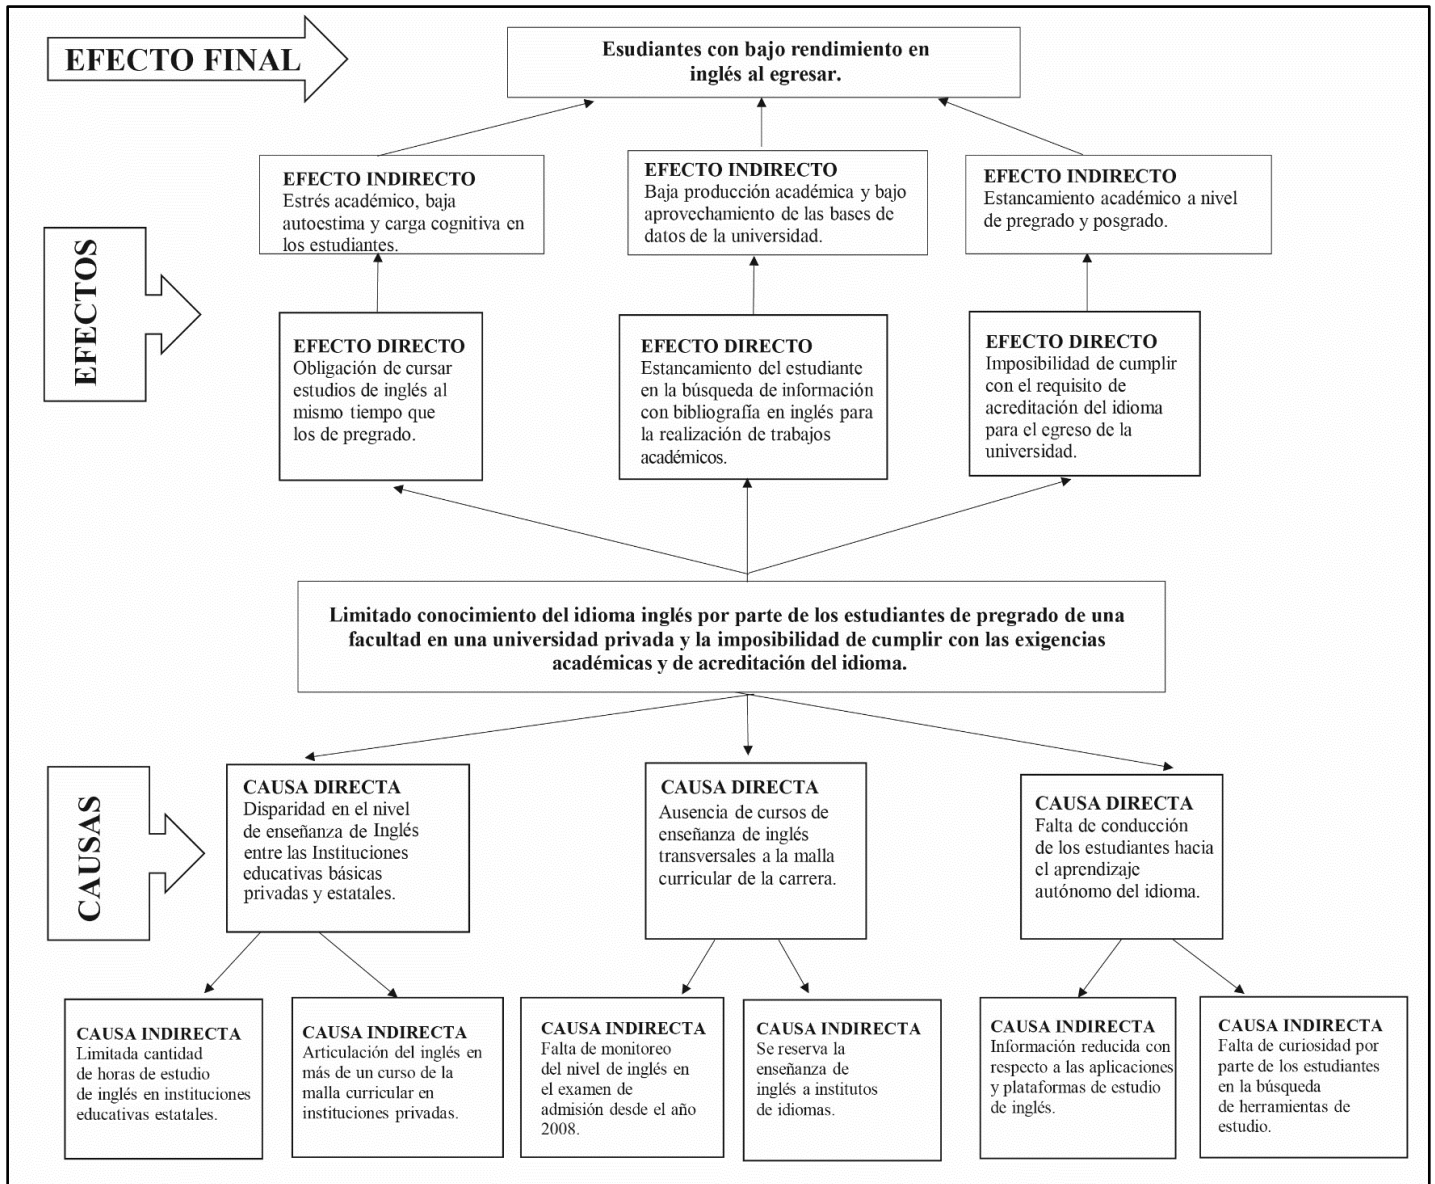 EFECTO FINAL
Esudiantes con bajo rendimiento en
inglés al egresar.
EFECTO INDIRECTO
Estrés académico, baja
autoestima y carga cognitiva en
los estudiantes.
EFECTO INDIRECTO
Baja producción académica y bajo
aprovechamiento de las bases de
datos de la universidad.
EFECTO INDIRECTO
Estancamiento académico a nivel
de pregrado y posgrado.
EFECTOS
EFECTO DIRECTO
Obligación de cursar
estudios de inglés al
mismo tiempo que
los de pregrado.
EFECTO DIRECTO
Estancamiento del estudiante
en la búsqueda de información
con bibliografía en inglés para
la realización de trabajos
académicos.
EFECTO DIRECTO
Imposibilidad de cumplir
con el requisito de
acreditación del idioma
para el egreso de la
universidad.
Limitado conocimiento del idioma inglés por parte de los estudiantes de pregrado de una
facultad en una universidad privada y la imposibilidad de cumplir con las exigencias
académicas y de acreditación del idioma.
CAUSAS
CAUSA DIRECTA
Disparidad en el nivel
de enseñanza de Inglés
entre las Instituciones
educativas básicas
privadas y estatales.
CAUSA DIRECTA
Ausencia de cursos de
enseñanza de inglés
transversales a la malla
curricular de la carrera.
CAUSA DIRECTA
Falta de conducción
de los estudiantes hacia
el aprendizaje
autónomo del idioma.
CAUSA INDIRECTA
Limitada cantidad
de horas de estudio
de inglés en instituciones
educativas estatales.
CAUSA INDIRECTA
Articulación del inglés en
más de un curso de la
malla curricular en
instituciones privadas.
CAUSA INDIRECTA
Falta de monitoreo
del nivel de inglés en
el examen de
admisión desde el año
2008.
CAUSA INDIRECTA
Se reserva la
enseñanza de
inglés a institutos
de idiomas.
CAUSA INDIRECTA
Información reducida con
respecto a las aplicaciones
y plataformas de estudio
de inglés.
CAUSA INDIRECTA
Falta de curiosidad por
parte de los estudiantes
en la búsqueda
de herramientas de
estudio.